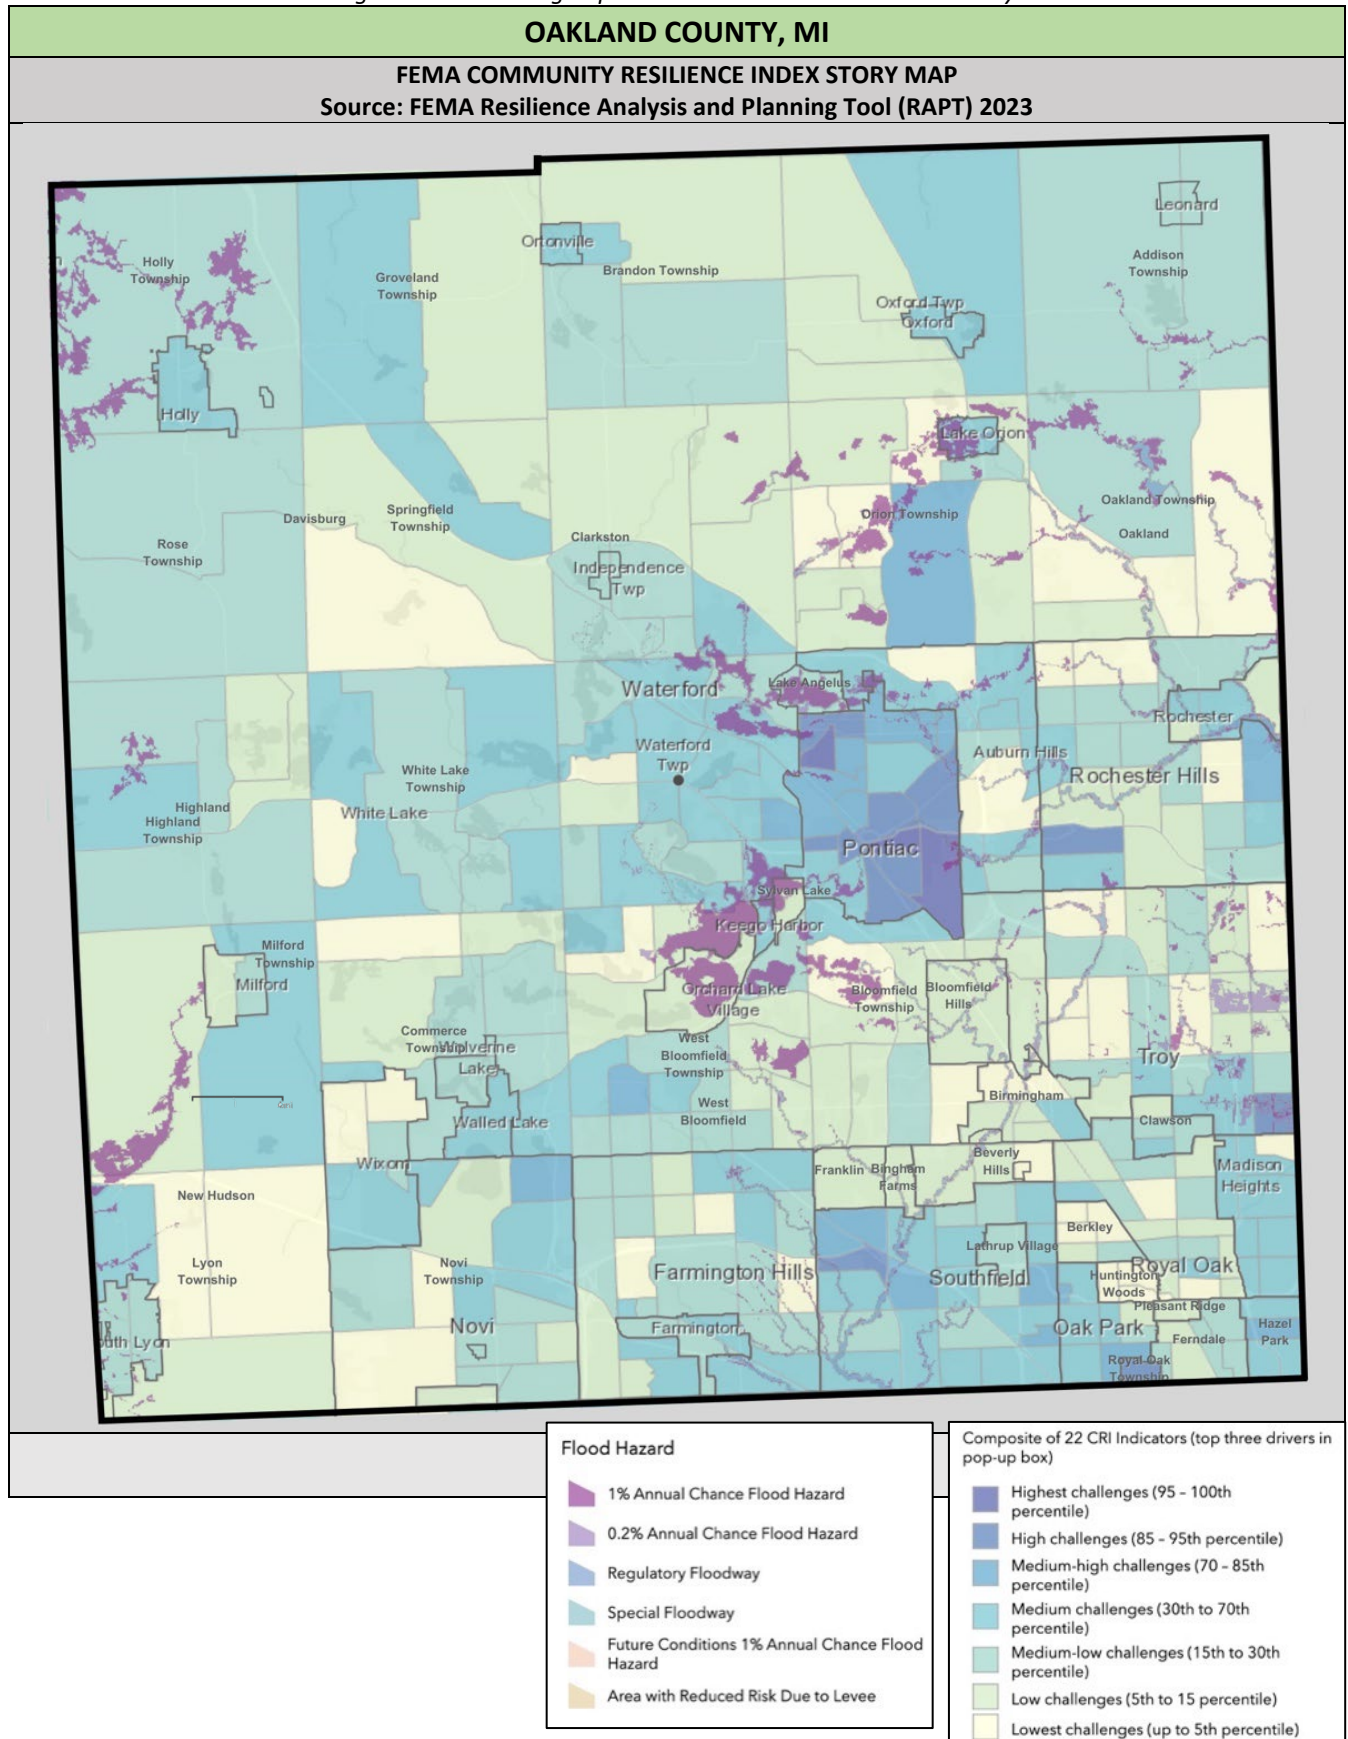 OAKLAND COUNTY, MI
FEMA COMMUNITY RESILIENCE INDEX STORY MAP
Source: FEMA Resilience Analysis and Planning Tool (RAPT) 2023
Leonard
Ortonville
Holly
Township
Groveland
Township
Brandon Township
Addison
Township
Oxford Twp
Oxford
Holly
Lake Orion
Davisburg
Springfield
Township
Orion Township
Oakland Township
Oakland
Rose
Township
Clarkston
Independence
Twp
Waterford
Lake Angelus
Rochester
Waterford
Twp
Auburn Hills
Rochester Hills
White Lake
Township
White Lake
Highland
Highland
Township
Pontiac
Sylvan Lake
Keego Harbor
Milford
Township
Milford
Orchard Lake
Village
Bloomfield
Township
Bloomfield
Hills
Commerce
Township
Wolverine
Lake
West
Bloomfield
Township
Troy
Birmingham
West
Bloomfield
Walled Lake
Clawson
Wixom
Franklin
Bingham
Farms
Beverly
Hills
Madison
Heights
New Hudson
Berkley
Lathrup Village
Lyon
Township
Novi
Township
Farmington Hills
Southfield
Royal Oak
Huntington
Woods
Pleasant Ridge
Novi
Farmington
Oak Park
Ferndale
Hazel
Park
uth Lyon
Royal Oak
Township
Flood Hazard
1% Annual Chance Flood Hazard
0.2% Annual Chance Flood Hazard
Regulatory Floodway
Special Floodway
Future Conditions 1% Annual Chance Flood
Hazard
Area with Reduced Risk Due to Levee
Composite of 22 CRI Indicators (top three drivers in
pop-up box)
Highest challenges (95 - 100th
percentile)
High challenges (85 - 95th percentile)
Medium-high challenges (70 - 85th
percentile)
Medium challenges (30th to 70th
percentile)
Medium-low challenges (15th to 30th
percentile)
Low challenges (5th to 15 percentile)
Lowest challenges (up to 5th percentile)